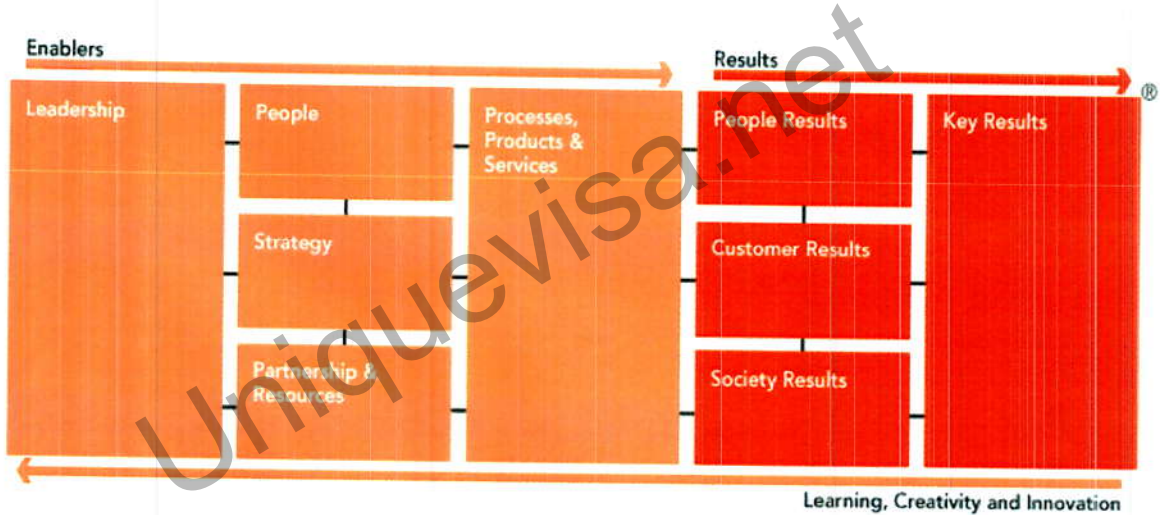 Enablers
Results
®
Leadership
People
Processes,
Products &
Services
People Results
Key Results
Strategy
Customer Results
Partnership &
Resources
Society Results
Learning, Creativity and Innovation
Uniquevisa.net